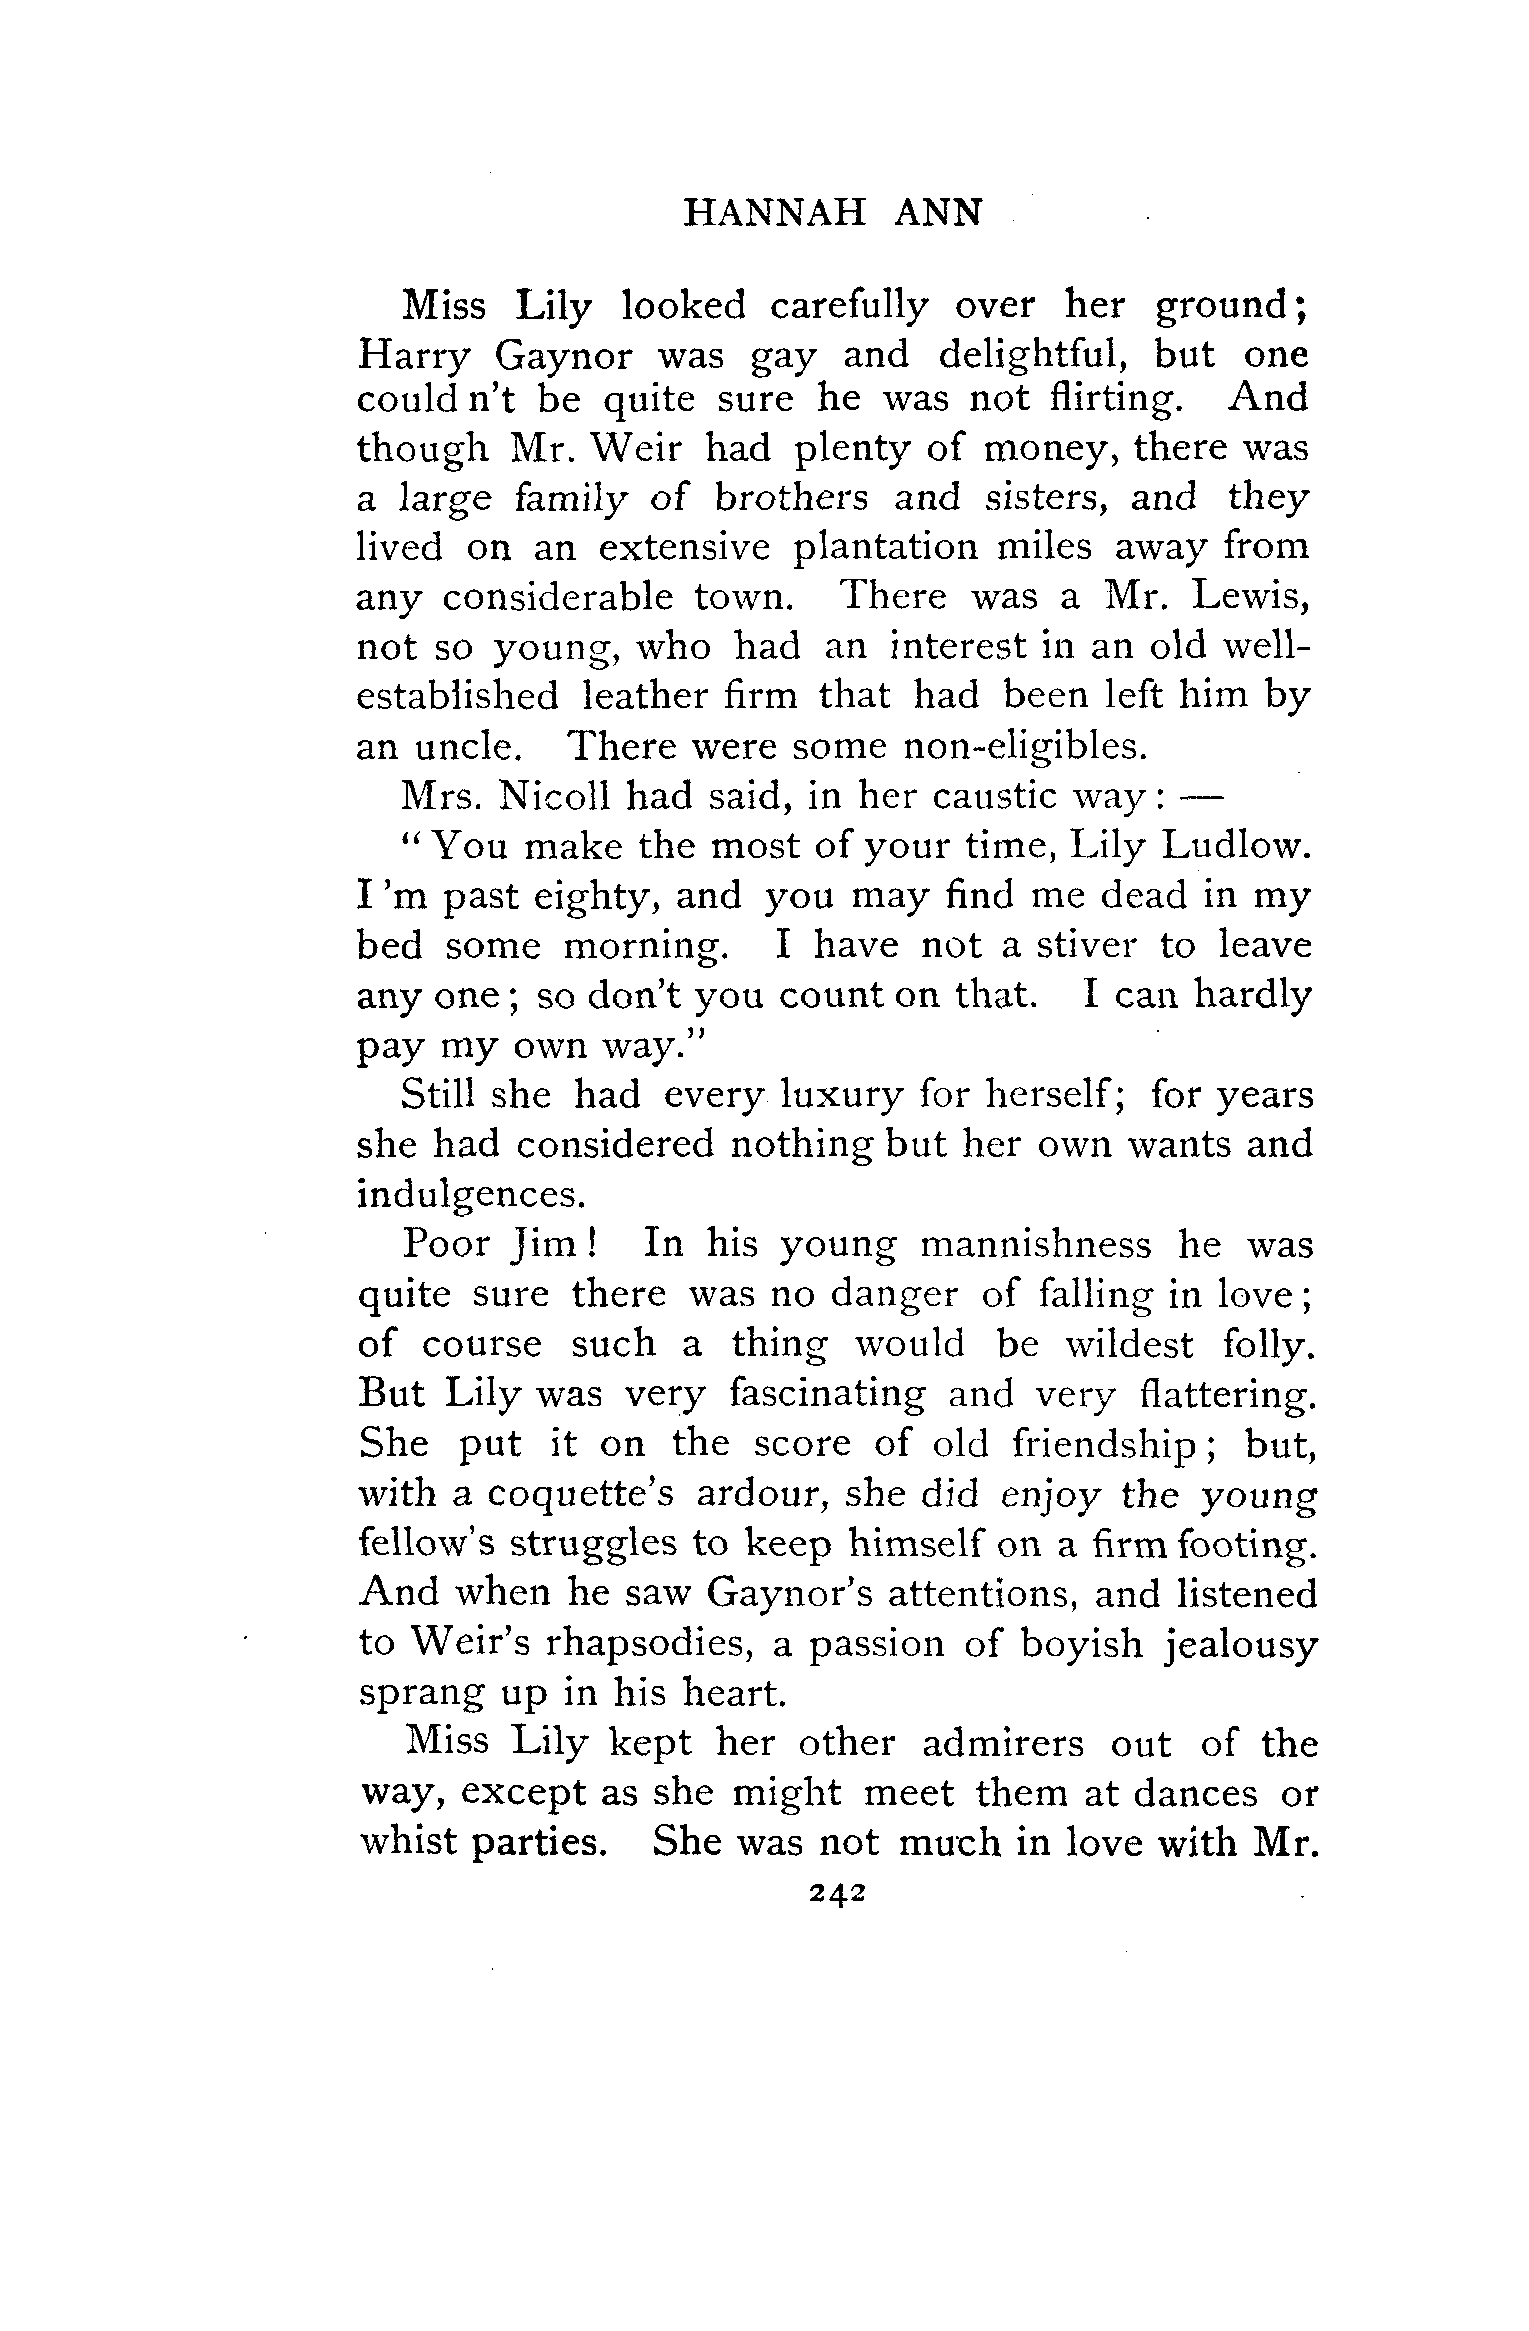 HANNAH ANN
Miss Lily looked carefully over her ground;
Harry Gaynor was gay and delightful, but one
could n't be quite sure he was not flirting. And
though Mr. Weir had plenty of money, there was
a large family of brothers and sisters, and they
lived on an extensive plantation miles away from
any considerable town. There was a Mr. Lewis,
not so young, who had an interest in an old well-
established leather firm that had been left him by
an uncle. There were some non-eligibles.
Mrs. Nicoll had said, in her caustic way: —
"You make the most of your time, Lily Ludlow.
I 'm past eighty, and you may find me dead in my
bed some morning. I have not a stiver to leave
any one; so don't you count on that. I can hardly
pay my own way."
Still she had every luxury for herself; for years
she had considered nothing but her own wants and
indulgences.
Poor Jim! In his young mannishness he was
quite sure there was no danger of falling in love;
of course such a thing would be wildest folly.
But Lily was very fascinating and very flattering.
She put it on the score of old friendship; but,
with a coquette's ardour, she did enjoy the young
fellow's struggles to keep himself on a firm footing.
And when he saw Gaynor's attentions, and listened
to Weir's rhapsodies, a passion of boyish jealousy
sprang up in his heart.
Miss Lily kept her other admirers out of the
way, except as she might meet them at dances or
whist parties. She was not much in love with Mr.
242